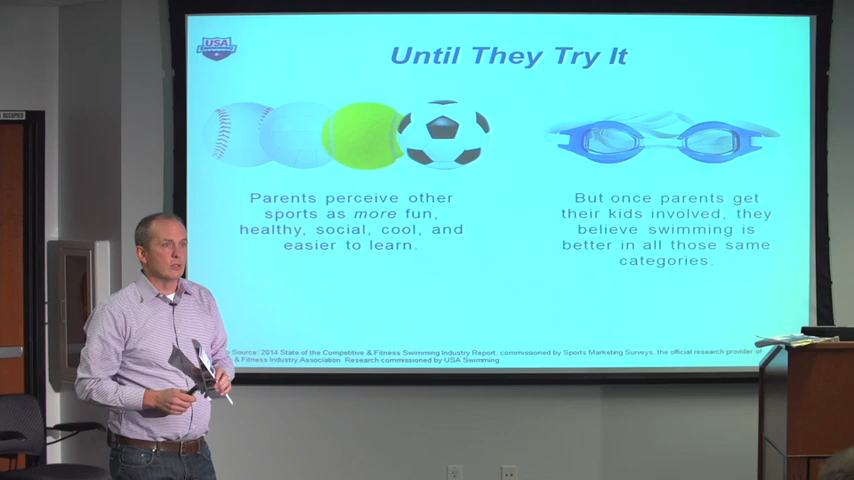 OCCUPIED
USA
SWIMMING
Until They Try It
Parents perceive other
sports as more fun,
healthy, social, cool, and
easier to learn.
But once parents get
their kids involved, they
believe swimming is
better in all those same
categories.
Source: 2014 State of the Competitive & Fitness Swimming Industry Report, commissioned by Sports Marketing Surveys, the official research provider of
& Fitness Industry Association. Research commissioned by USA Swimming